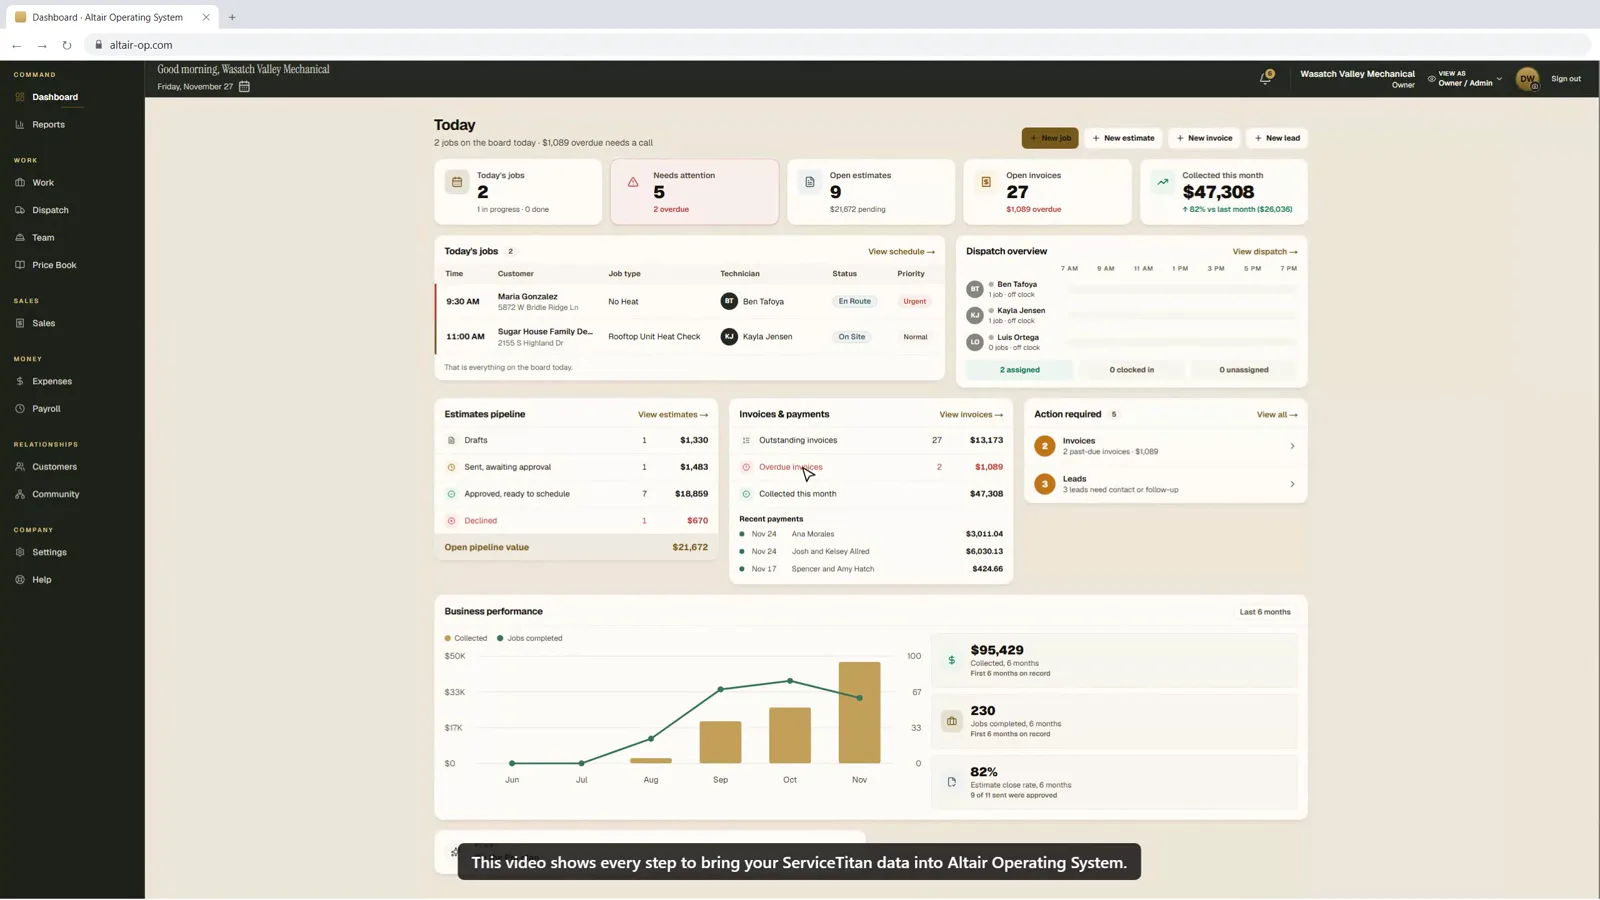 Dashboard · Altair Operating System
altair-op.com
COMMAND
Dashboard
Reports
WORK
Work
Dispatch
Team
Price Book
SALES
Sales
MONEY
Expenses
Payroll
RELATIONSHIPS
Customers
Community
COMPANY
Settings
Help
Good morning, Wasatch Valley Mechanical
Friday, November 27
6
Wasatch Valley Mechanical
Owner
VIEW AS
Owner / Admin
DW
Sign out
Today
2 jobs on the board today · $1,089 overdue needs a call
+ New job
+ New estimate
+ New invoice
+ New lead
Today's jobs
2
1 in progress · 0 done
Needs attention
5
2 overdue
Open estimates
9
$21,672 pending
Open invoices
27
$1,089 overdue
Collected this month
$47,308
↑ 82% vs last month ($26,036)
Today's jobs 2
View schedule →
Time Customer Job type Technician Status Priority
9:30 AM Maria Gonzalez No Heat BT Ben Tafoya En Route Urgent
5872 W Bridle Ridge Ln
11:00 AM Sugar House Family De... Rooftop Unit Heat Check KJ Kayla Jensen On Site Normal
2155 S Highland Dr
That is everything on the board today.
Dispatch overview
View dispatch →
7 AM 9 AM 11 AM 1 PM 3 PM 5 PM 7 PM
BT Ben Tafoya
1 job · off clock
KJ Kayla Jensen
1 job · off clock
LO Luis Ortega
0 jobs · off clock
2 assigned 0 clocked in 0 unassigned
Estimates pipeline
View estimates →
Drafts 1 $1,330
Sent, awaiting approval 1 $1,483
Approved, ready to schedule 7 $18,859
Declined 1 $670
Open pipeline value $21,672
Invoices & payments
View invoices →
Outstanding invoices 27 $13,173
Overdue invoices 2 $1,089
Collected this month $47,308
Recent payments
Nov 24 Ana Morales $3,011.04
Nov 24 Josh and Kelsey Allred $6,030.13
Nov 17 Spencer and Amy Hatch $424.66
Action required 5
View all →
2 Invoices
2 past-due invoices · $1,089
3 Leads
3 leads need contact or follow-up
Business performance
Last 6 months
Collected Jobs completed
$50K 100
$33K 67
$17K 33
$0 0
Jun Jul Aug Sep Oct Nov
$95,429
Collected, 6 months
First 6 months on record
230
Jobs completed, 6 months
First 6 months on record
82%
Estimate close rate, 6 months
9 of 11 sent were approved
This video shows every step to bring your ServiceTitan data into Altair Operating System.